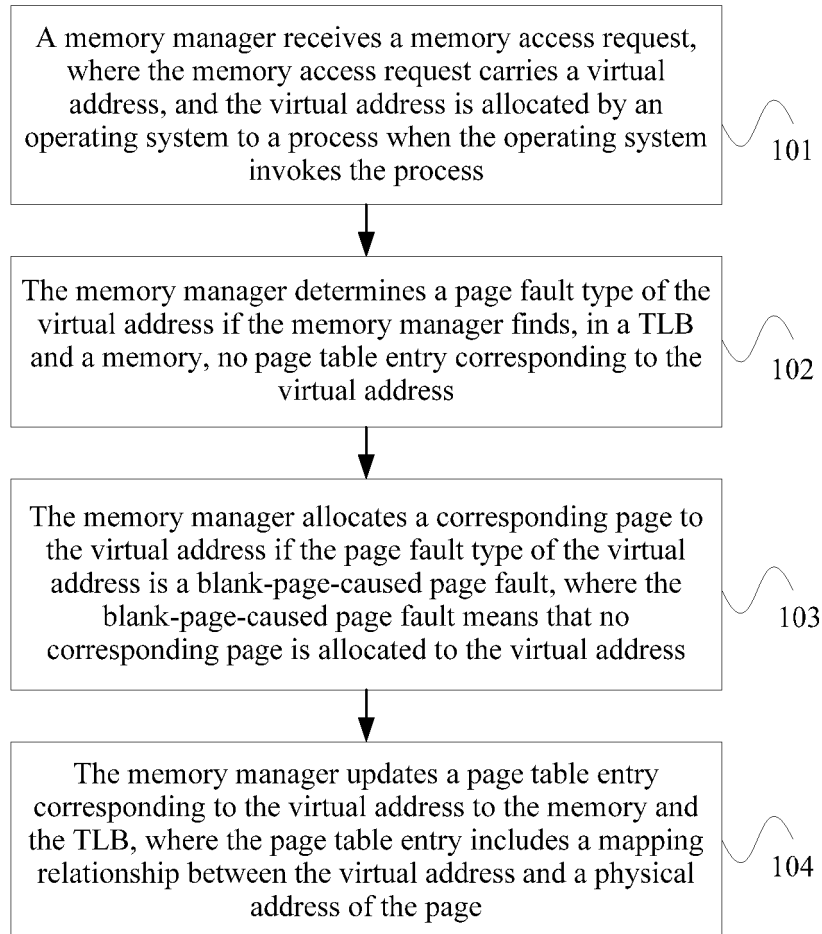 A memory manager receives a memory access request,
where the memory access request carries a virtual
address, and the virtual address is allocated by an
operating system to a process when the operating system
invokes the process
101
The memory manager determines a page fault type of the
virtual address if the memory manager finds, in a TLB
and a memory, no page table entry corresponding to the
virtual address
102
The memory manager allocates a corresponding page to
the virtual address if the page fault type of the virtual
address is a blank-page-caused page fault, where the
blank-page-caused page fault means that no
corresponding page is allocated to the virtual address
103
The memory manager updates a page table entry
corresponding to the virtual address to the memory and
the TLB, where the page table entry includes a mapping
relationship between the virtual address and a physical
address of the page
104